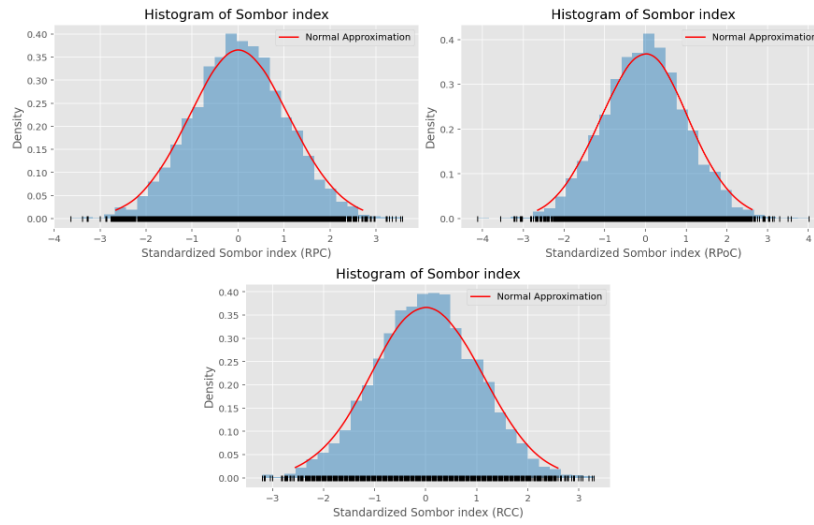 Histogram of Sombor index
Normal Approximation
Density
0.40
0.35
0.30
0.25
0.20
0.15
0.10
0.05
0.00
−4 −3 −2 −1 0 1 2 3
Standardized Sombor index (RPC)
Histogram of Sombor index
Normal Approximation
Density
0.4
0.3
0.2
0.1
0.0
−4 −3 −2 −1 0 1 2 3 4
Standardized Sombor index (RPoC)
Histogram of Sombor index
Normal Approximation
Density
0.40
0.35
0.30
0.25
0.20
0.15
0.10
0.05
0.00
−3 −2 −1 0 1 2 3
Standardized Sombor index (RCC)